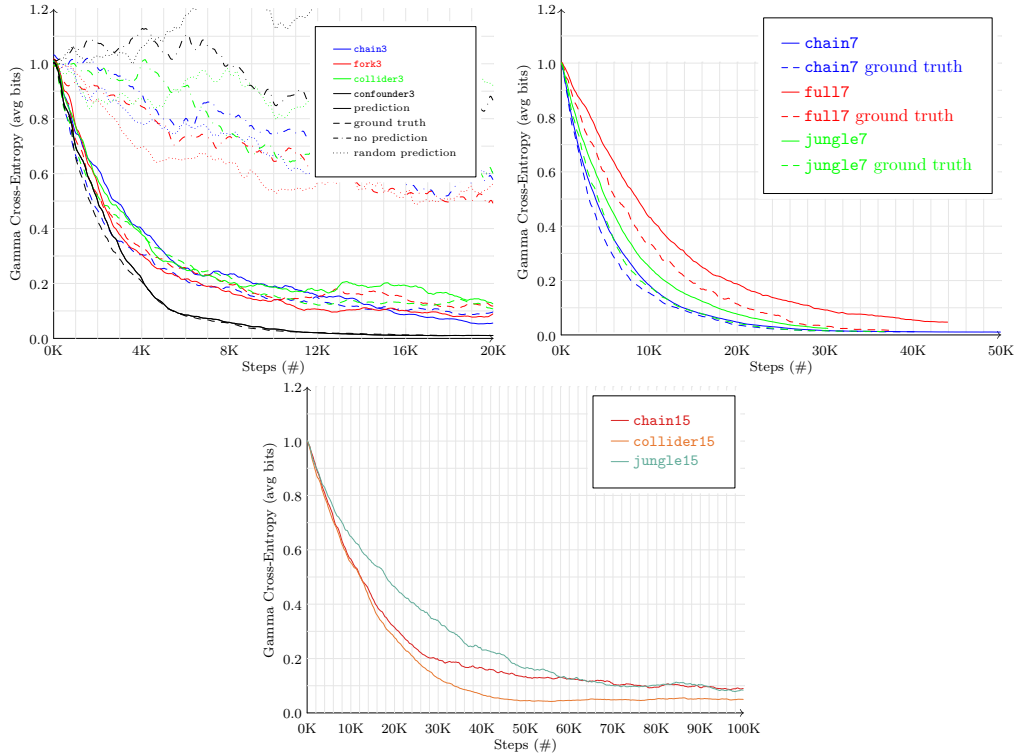 1.2
1.0
0.8
0.6
0.4
0.2
0.0
Gamma Cross-Entropy (avg bits)
0K 4K 8K 12K 16K 20K
Steps (#)
chain3
fork3
collider3
confounder3
prediction
ground truth
no prediction
random prediction
1.2
1.0
0.8
0.6
0.4
0.2
0.0
Gamma Cross-Entropy (avg bits)
0K 10K 20K 30K 40K 50K
Steps (#)
chain7
chain7 ground truth
full7
full7 ground truth
jungle7
jungle7 ground truth
1.2
1.0
0.8
0.6
0.4
0.2
0.0
Gamma Cross-Entropy (avg bits)
0K 10K 20K 30K 40K 50K 60K 70K 80K 90K 100K
Steps (#)
chain15
collider15
jungle15